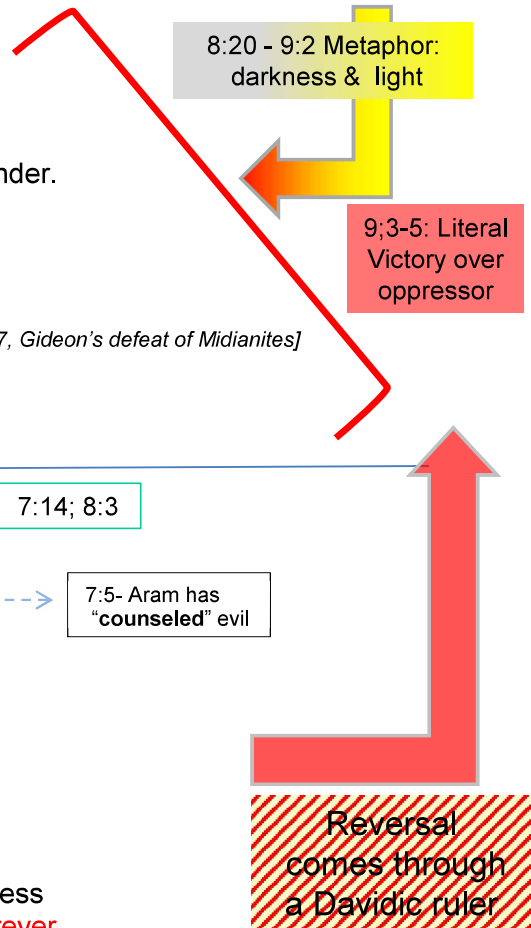 8:20 - 9:2 Metaphor:
darkness & light
nder.
9;3-5: Literal
Victory over
oppressor
7, Gideon's defeat of Midianites]
7:14; 8:3
7:5- Aram has
"counseled" evil
Reversal
comes through
a Davidic ruler
ess
rever